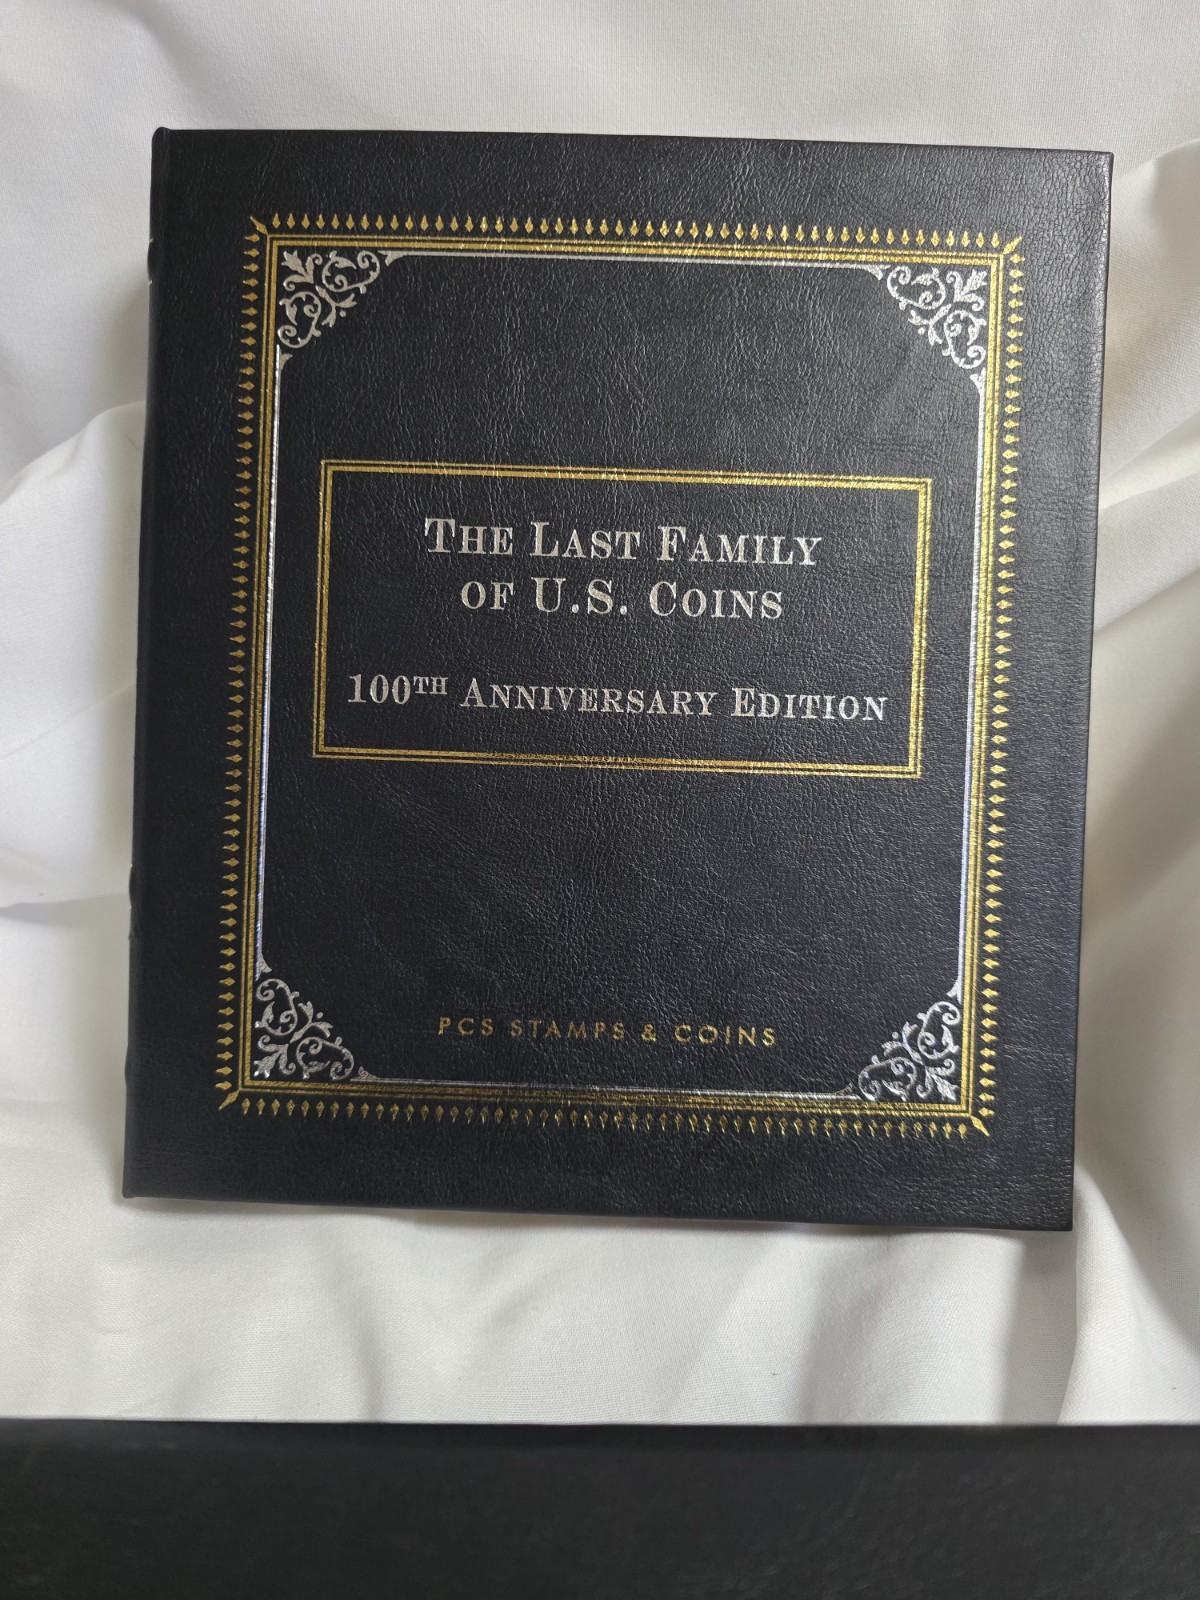 THE LAST FAMILY
OF U.S. COINS
100TH ANNIVERSARY EDITION
PCS STAMPS & COINS